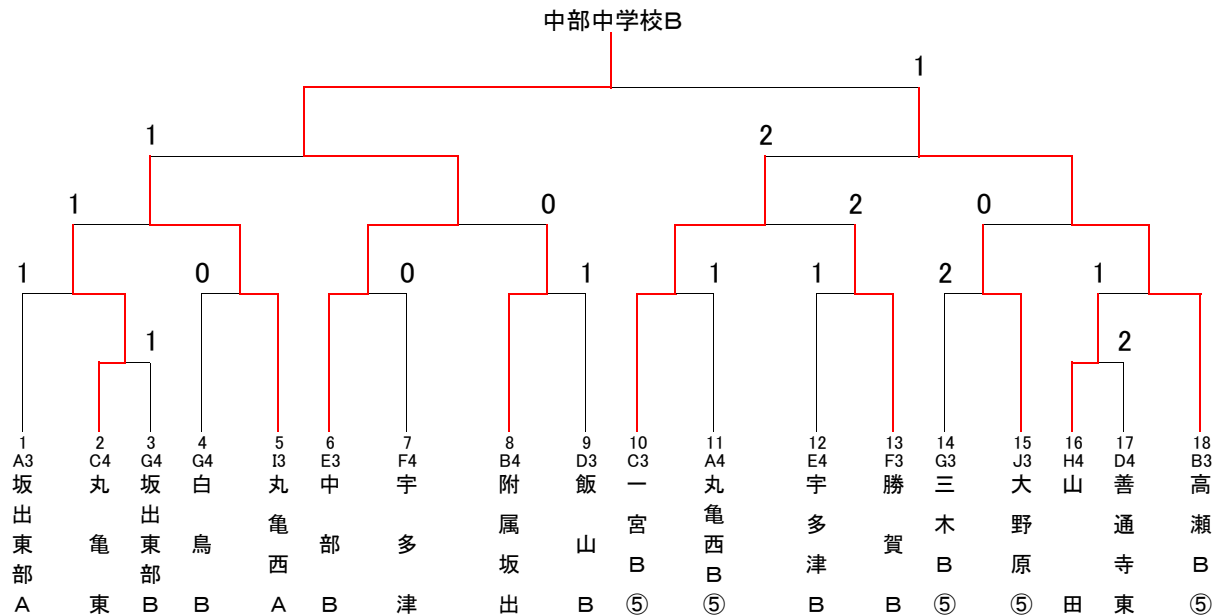 中部中学校B
1
1
2
1
0
2
0
1
0
0
1
1
1
2
1
1
2
1
2
3
4
5
6
7
8
9
10
11
12
13
14
15
16
17
18
A3
C4
G4
G4
I3
E3
F4
B4
D3
C3
A4
E4
F3
G3
J3
H4
D4
B3
坂出東部A
丸亀東
坂出東部B
白鳥B
丸亀西A
中部B
宇多津
附属坂出
飯山B
一宮B⑤
丸亀西B⑤
宇多津B
勝賀B
三木B⑤
大野原⑤
山田
善通寺東
高瀬B⑤